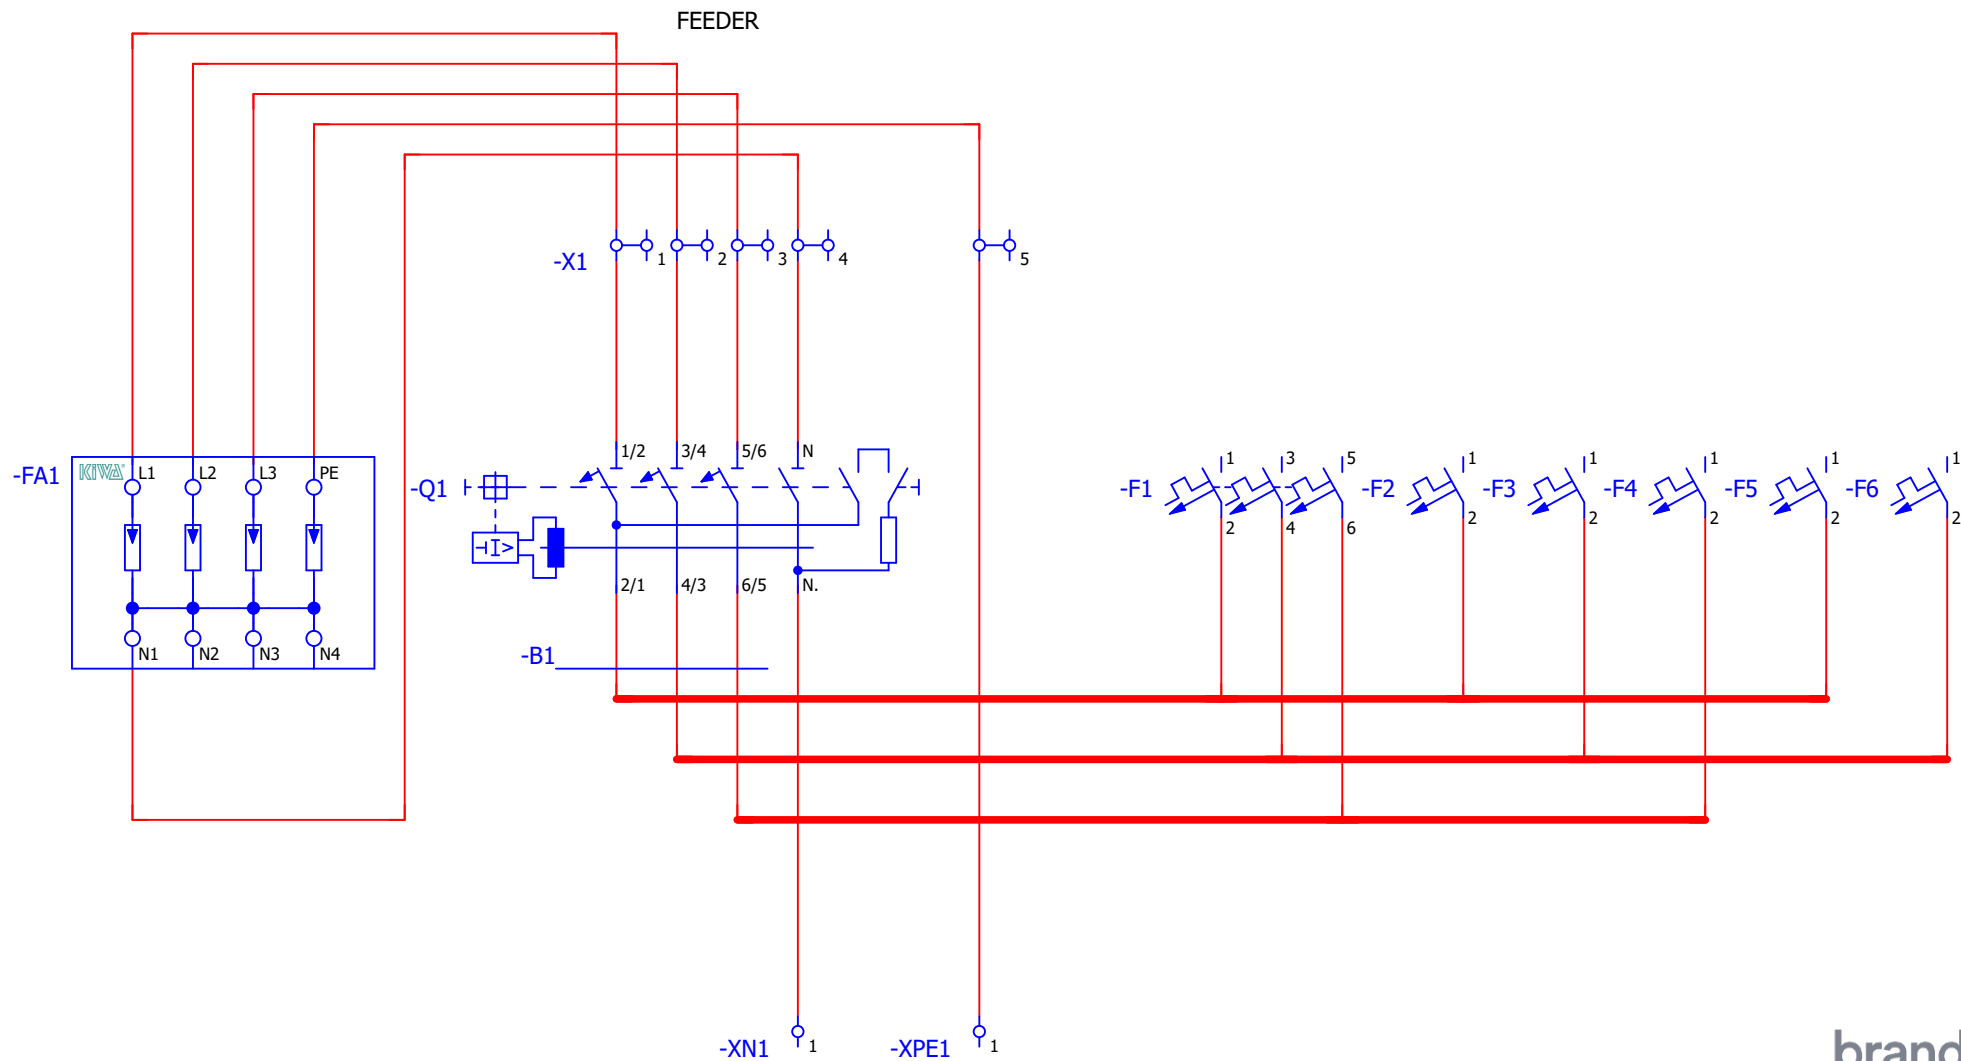 FEEDER
-X1 1 2 3 4 5
-FA1 KIWA L1 L2 L3 PE
-Q1 1/2 3/4 5/6 N
-F1 1 3 5 -F2 1 -F3 1 -F4 1 -F5 1 -F6 1
2 4 6 2 2 2 2 2
I>
2/1 4/3 6/5 N.
N1 N2 N3 N4
-B1
-XN1 1 -XPE1 1
brand